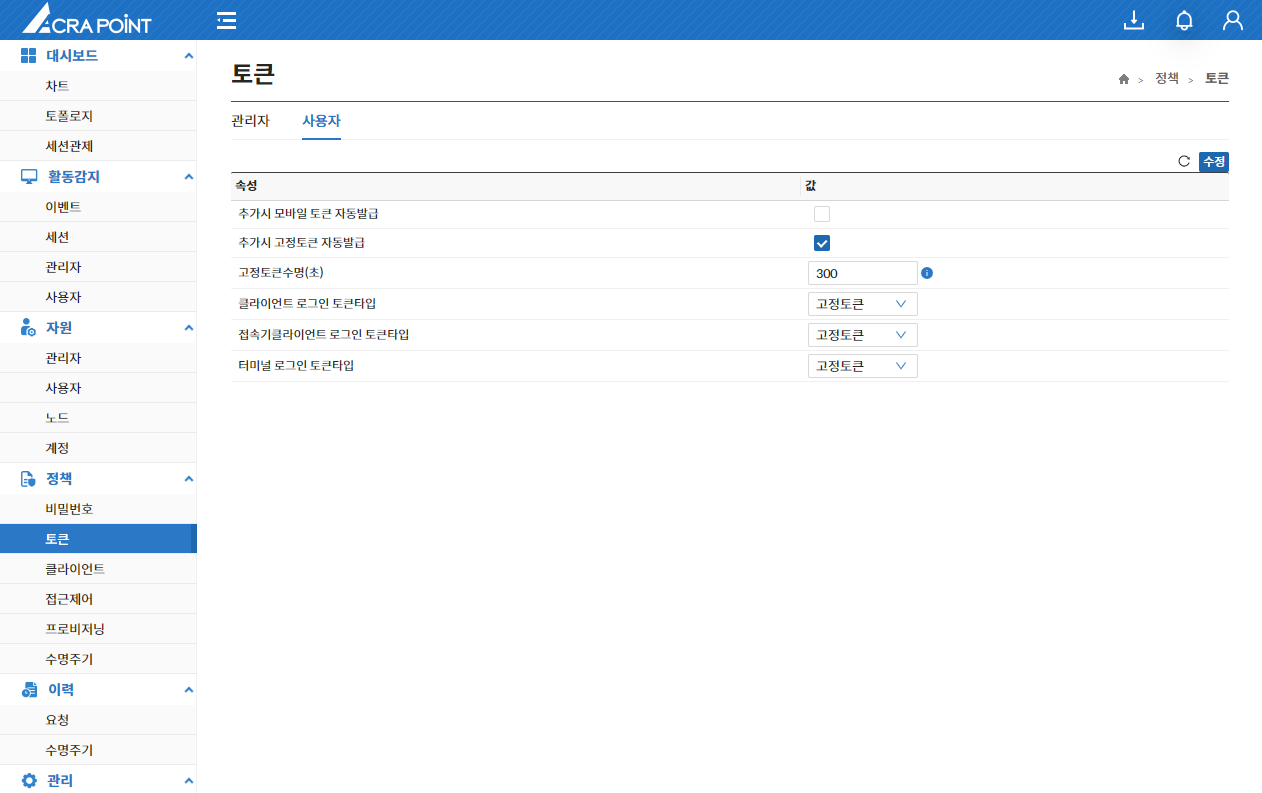 ACRA POINT
대시보드
차트
토폴로지
세션관제
활동감지
이벤트
세션
관리자
사용자
자원
관리자
사용자
노드
계정
정책
비밀번호
토큰
클라이언트
접근제어
프로비저닝
수명주기
이력
요청
수명주기
관리
토큰
> 정책 > 토큰
관리자 사용자
수정
속성 값
추가시 모바일 토큰 자동발급
추가시 고정토큰 자동발급
고정토큰수명(초) 300
클라이언트 로그인 토큰타입 고정토큰
접속기클라이언트 로그인 토큰타입 고정토큰
터미널 로그인 토큰타입 고정토큰